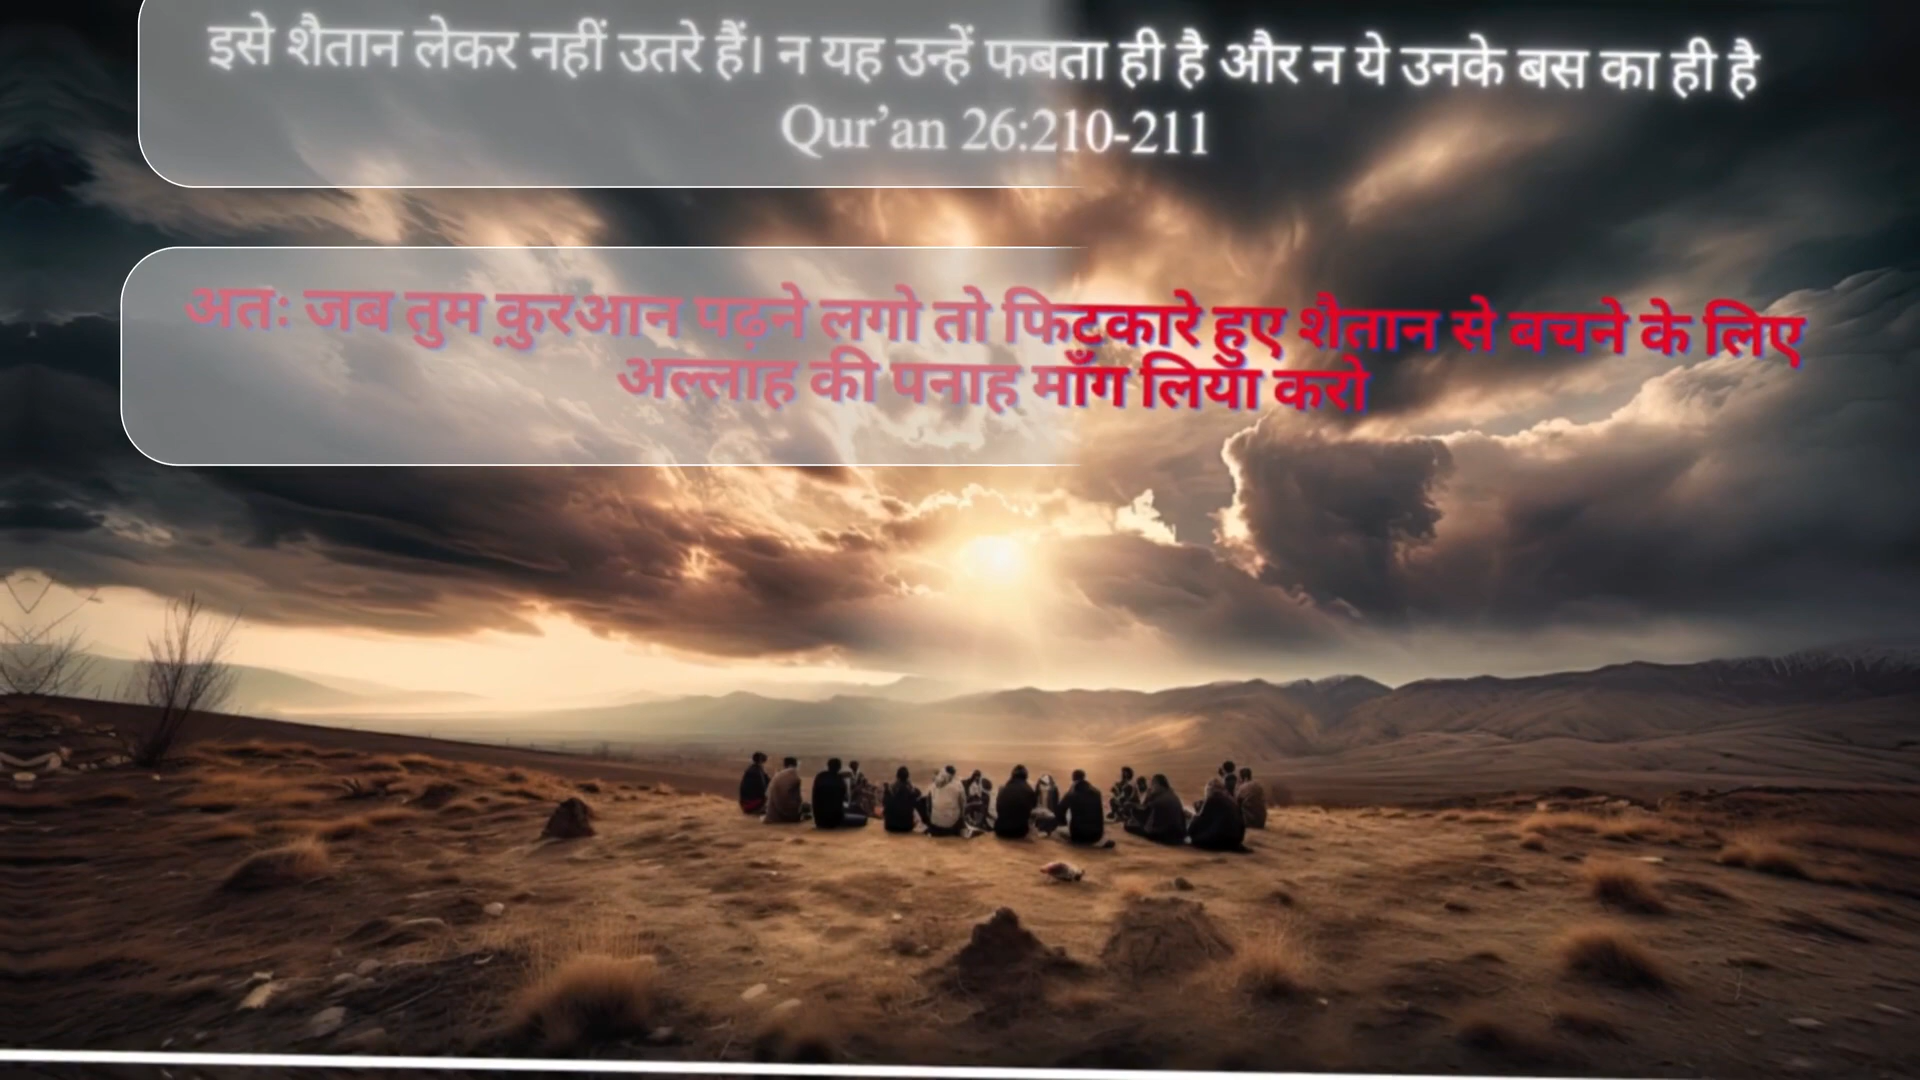 इसे शैतान लेकर नहीं उतरे हैं। न यह उन्हें फबता ही है और न ये उनके बस का ही है
Qur’an 26:210-211
अतः जब तुम क़ुरआन पढ़ने लगो तो फिटकारे हुए शैतान से बचने के लिए
अल्लाह की पनाह माँग लिया करो